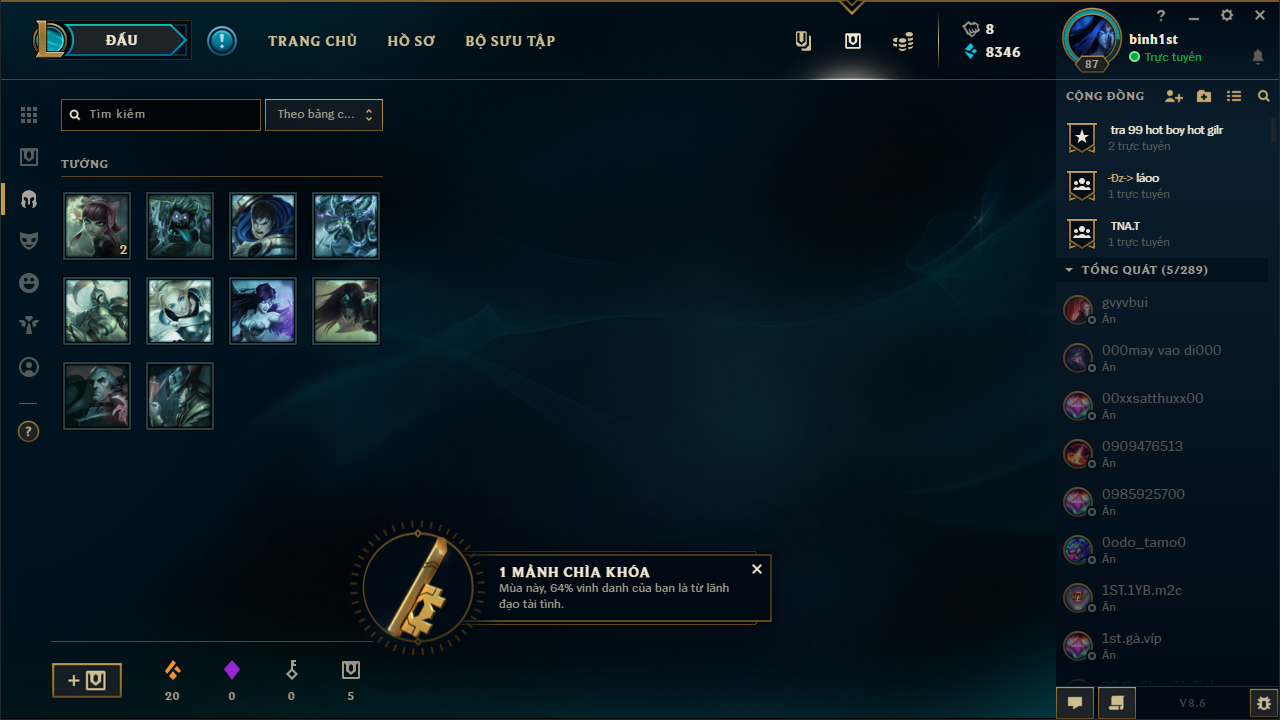 ĐẤU
TRANG CHỦ
HỒ SƠ
BỘ SƯU TẬP
8
8346
87
binh1st
Trực tuyến
Tìm kiếm
Theo bảng c...
TƯỚNG
2
1 MẢNH CHÌA KHÓA
Mùa này, 64% vinh danh của bạn là từ lãnh
đạo tài tình.
20
0
0
5
CỘNG ĐỒNG
tra 99 hot boy hot gilr
2 trực tuyến
-Đz-> láoo
1 trực tuyến
TNA.T
1 trực tuyến
TỔNG QUÁT (5/289)
gvyvbui
Ẩn
000may vao di000
Ẩn
00xxsatthuxx00
Ẩn
0909476513
Ẩn
0985925700
Ẩn
0odo_tamo0
Ẩn
1ST.1YB.m2c
Ẩn
1st.gà.víp
Ẩn
V8.6